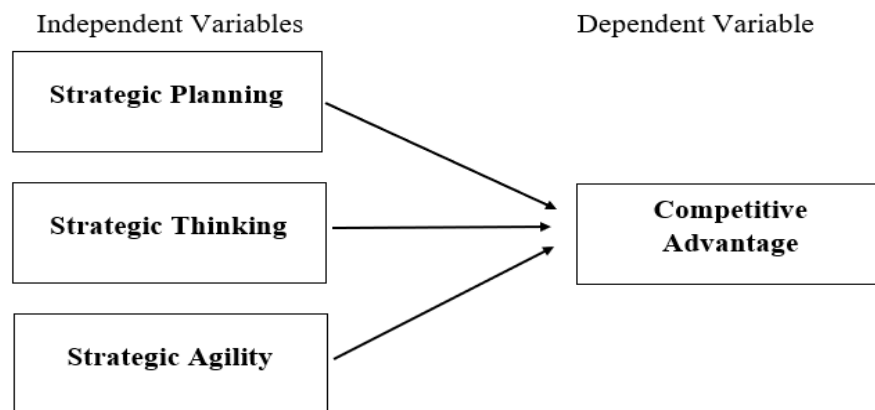 Independent Variables
Dependent Variable
Strategic Planning
Strategic Thinking
Competitive
Advantage
Strategic Agility